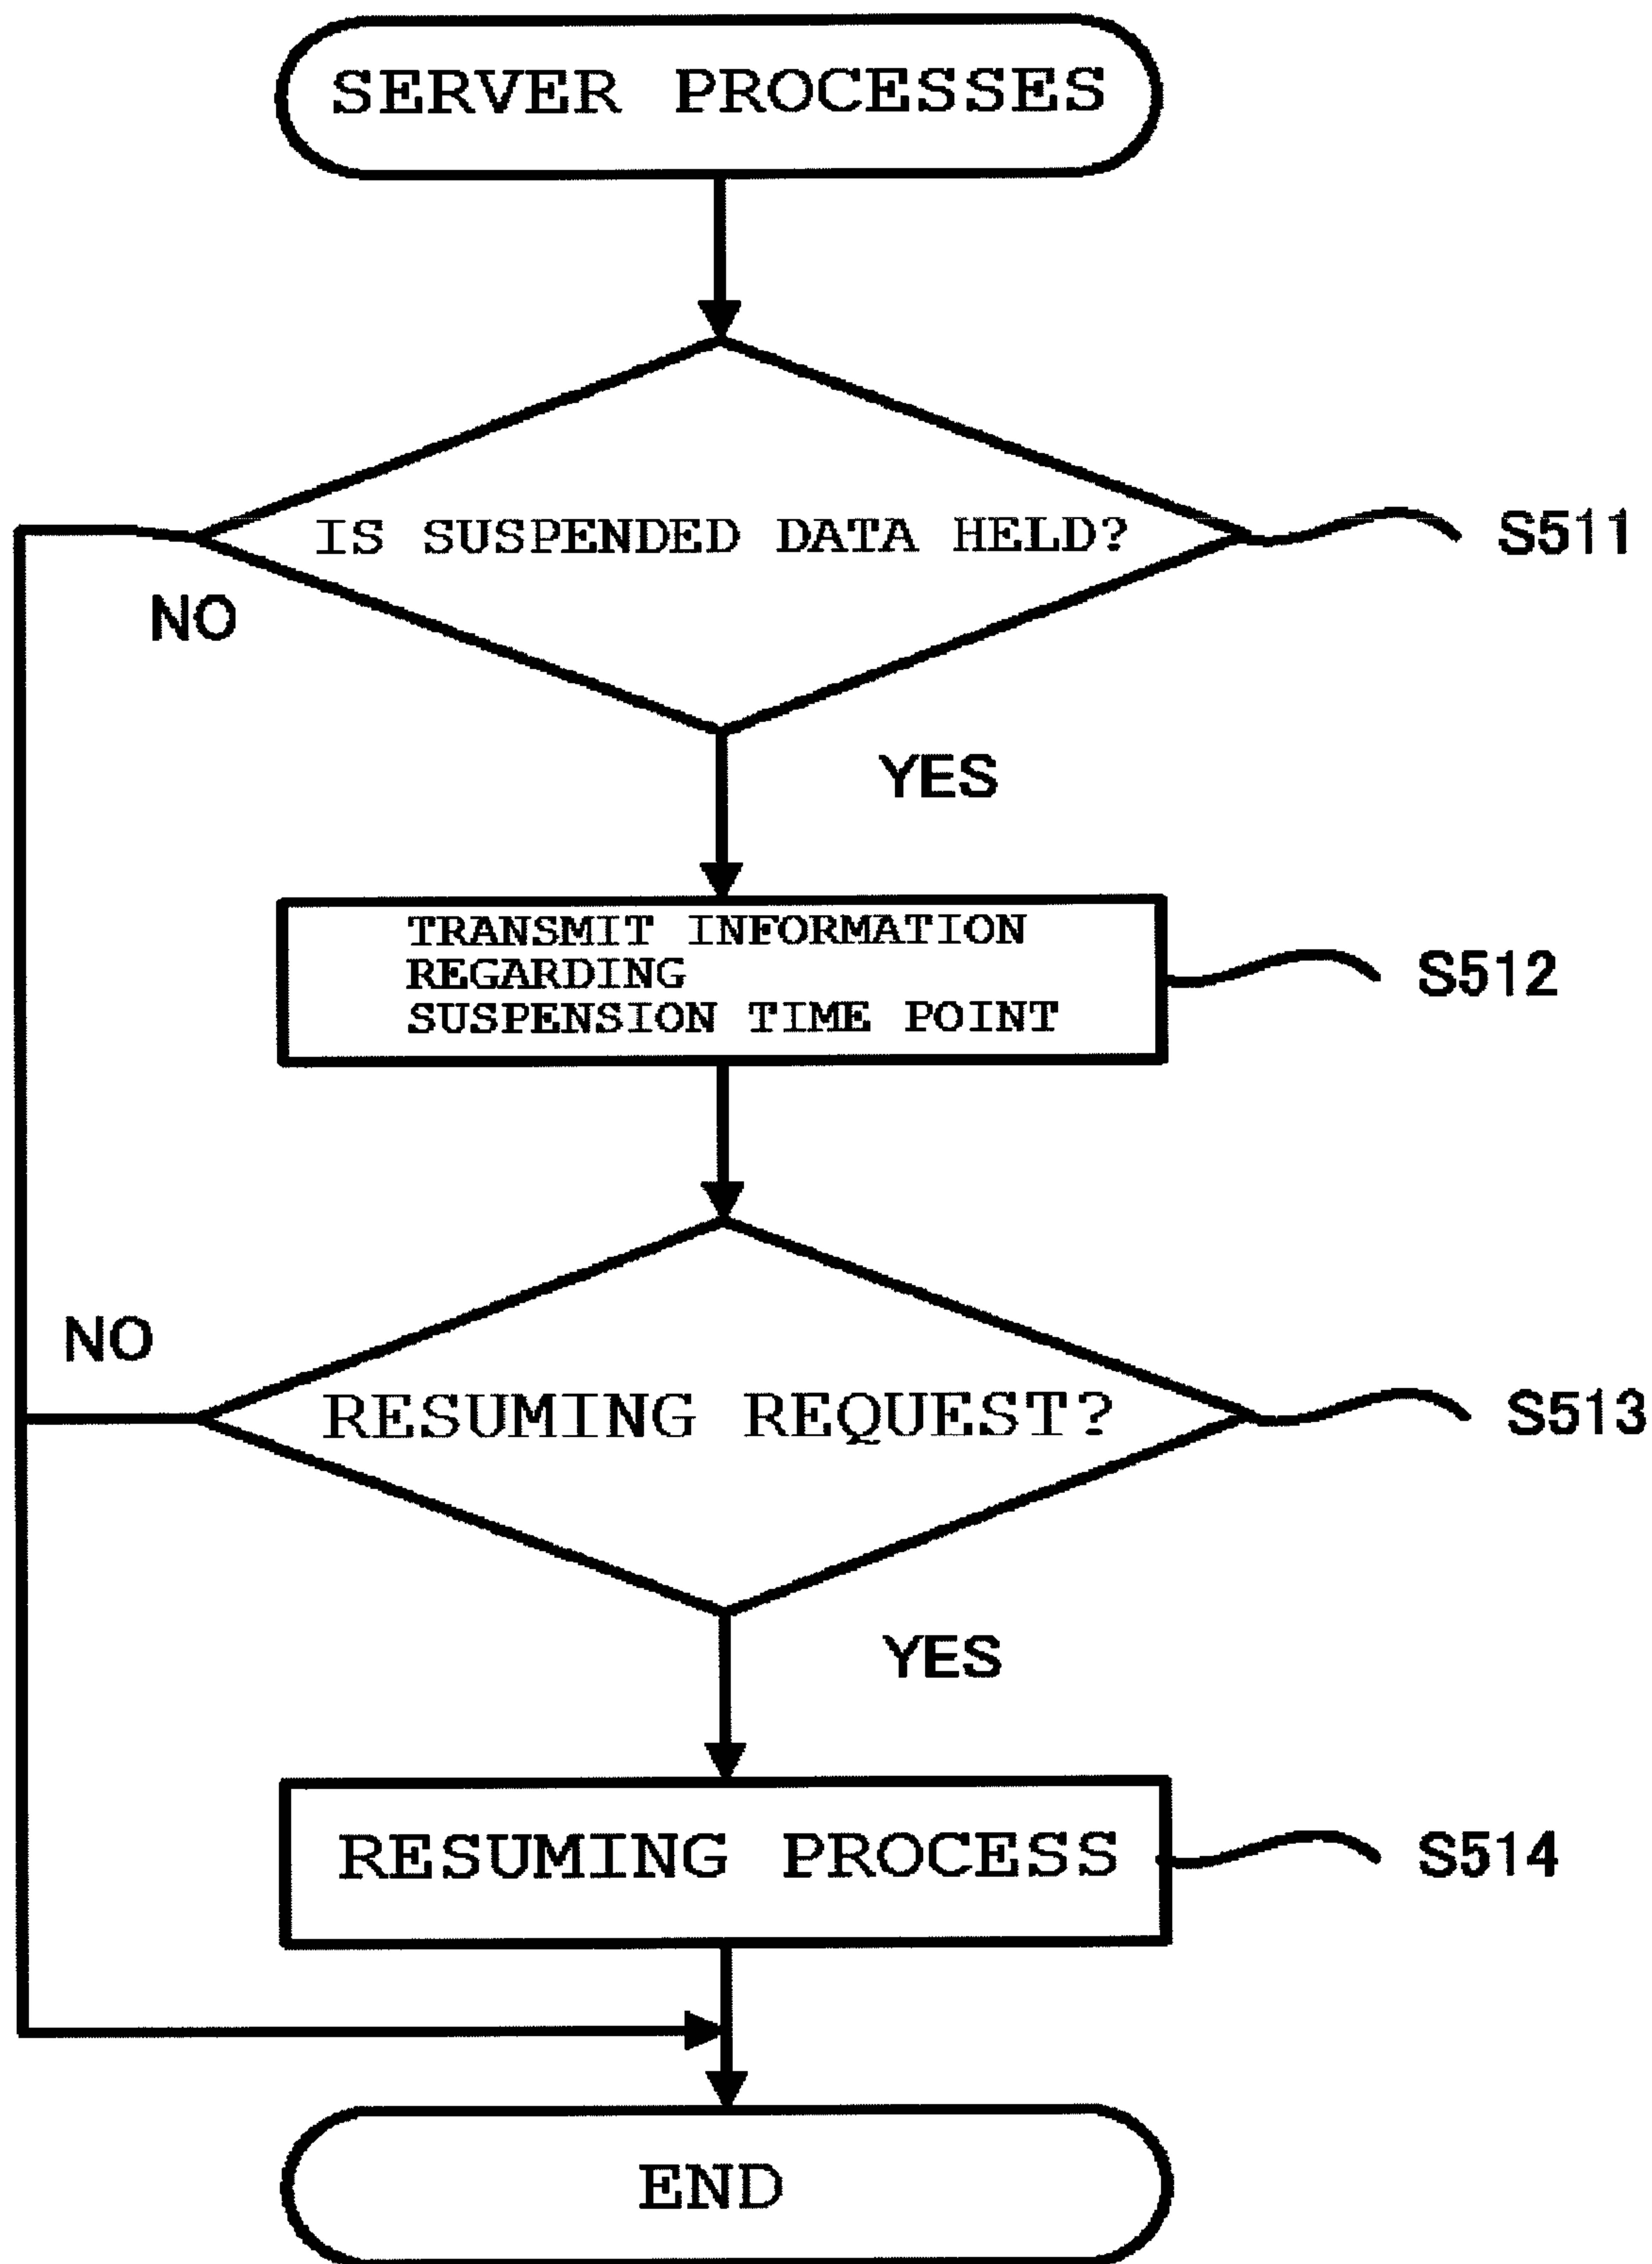 SERVER PROCESSES
IS SUSPENDED DATA HELD?
S511
NO
YES
TRANSMIT INFORMATION
REGARDING
SUSPENSION TIME POINT
S512
NO
RESUMING REQUEST?
S513
YES
RESUMING PROCESS
S514
END